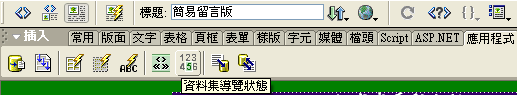 標題: 簡易留言版
插入 常用 版面 文字 表格 頁框 表單 樣版 字元 媒體 檔頭 Script ASP.NET 應用程式
ABC 123 456
資料集導覽狀態